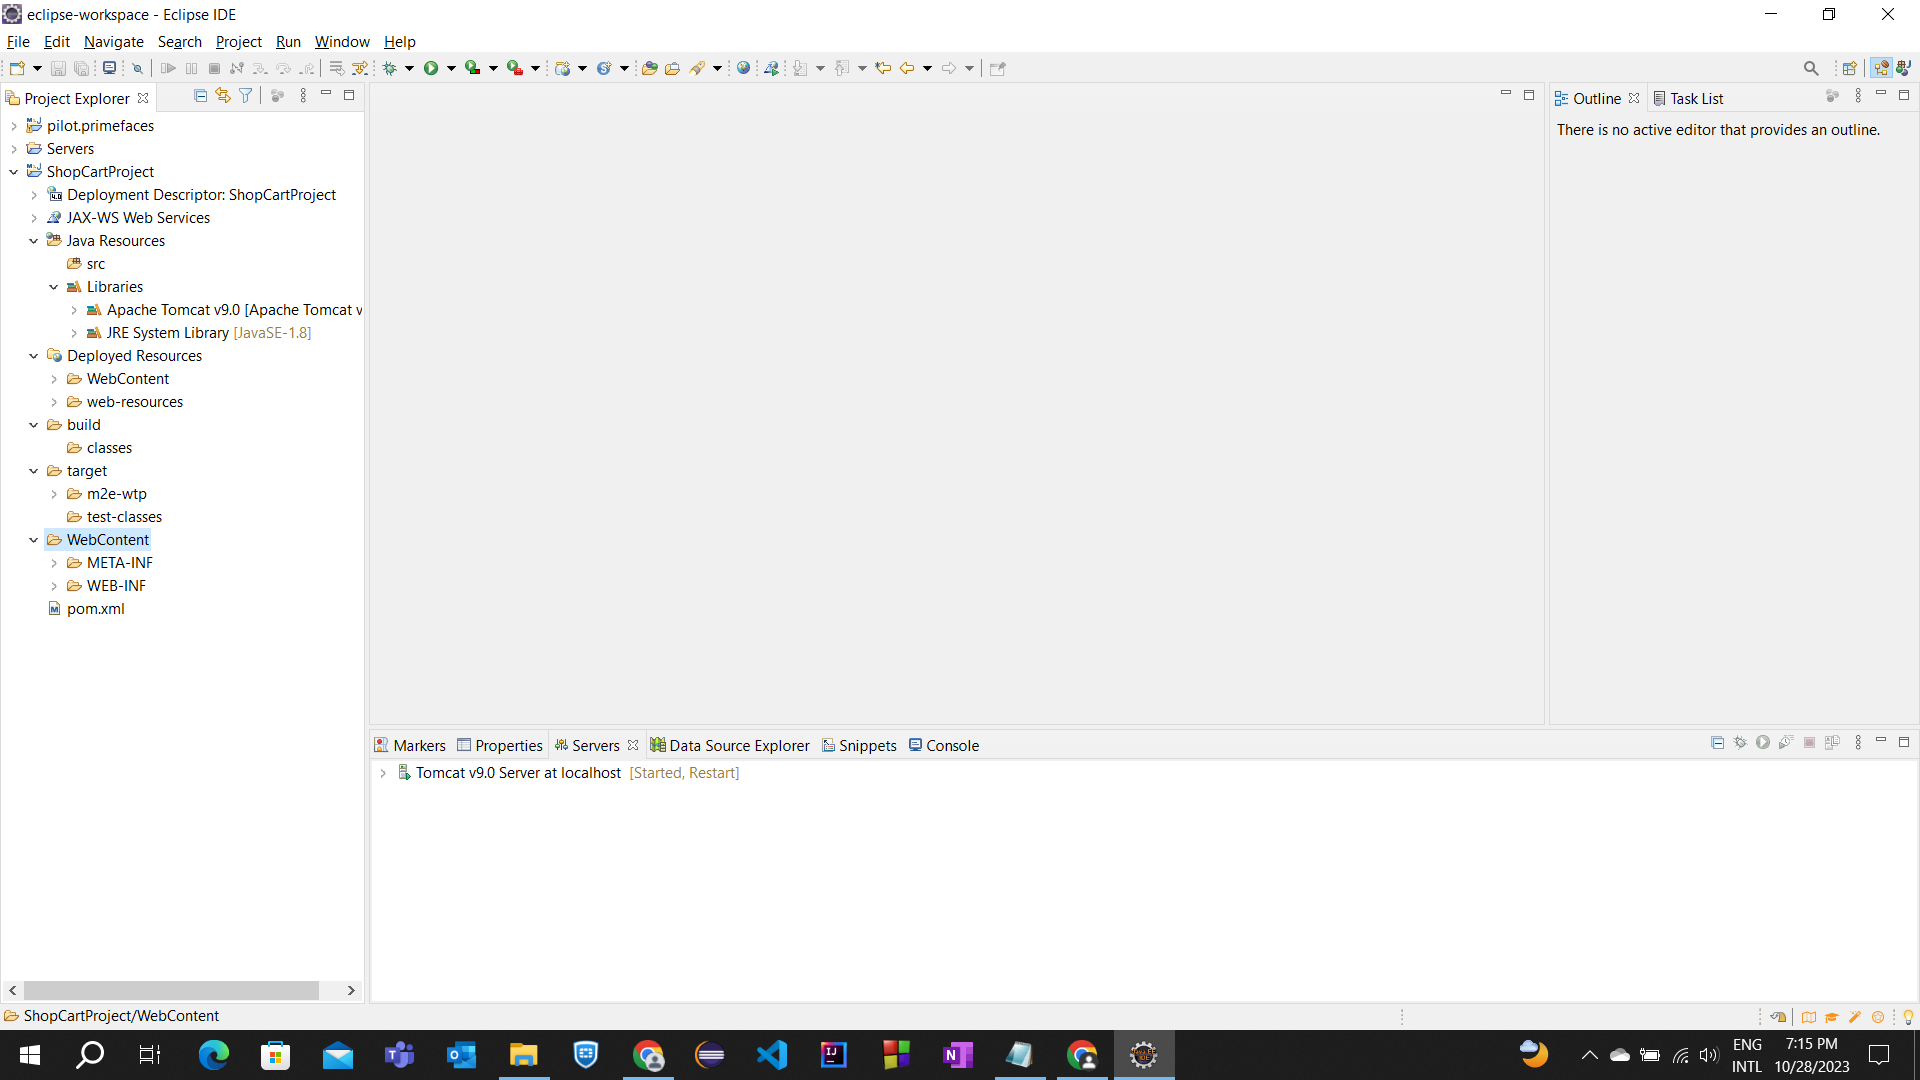 eclipse-workspace - Eclipse IDE
File Edit Navigate Search Project Run Window Help
Project Explorer
pilot.primefaces
Servers
ShopCartProject
Deployment Descriptor: ShopCartProject
JAX-WS Web Services
Java Resources
src
Libraries
Apache Tomcat v9.0 [Apache Tomcat v
JRE System Library [JavaSE-1.8]
Deployed Resources
WebContent
web-resources
build
classes
target
m2e-wtp
test-classes
WebContent
META-INF
WEB-INF
pom.xml
Outline Task List
There is no active editor that provides an outline.
Markers Properties Servers Data Source Explorer Snippets Console
Tomcat v9.0 Server at localhost [Started, Restart]
ShopCartProject/WebContent
ENG
INTL
7:15 PM
10/28/2023